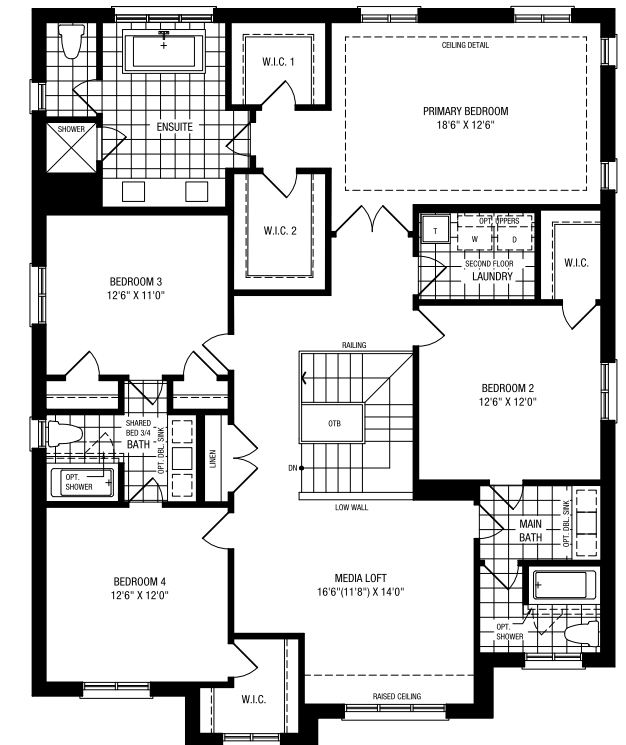 CEILING DETAIL
W.I.C. 1
PRIMARY BEDROOM
18'6" X 12'6"
SHOWER
ENSUITE
W.I.C. 2
OPT. UPPERS
T
W
D
SECOND FLOOR
LAUNDRY
W.I.C.
BEDROOM 3
12'6" X 11'0"
RAILING
BEDROOM 2
12'6" X 12'0"
SHARED
BED 3/4
BATH
OPT. DBL. SINK
OTB
LINEN
DN
OPT.
SHOWER
LOW WALL
MAIN
BATH
OPT. DBL. SINK
BEDROOM 4
12'6" X 12'0"
MEDIA LOFT
16'6"(11'8") X 14'0"
OPT.
SHOWER
W.I.C.
RAISED CEILING